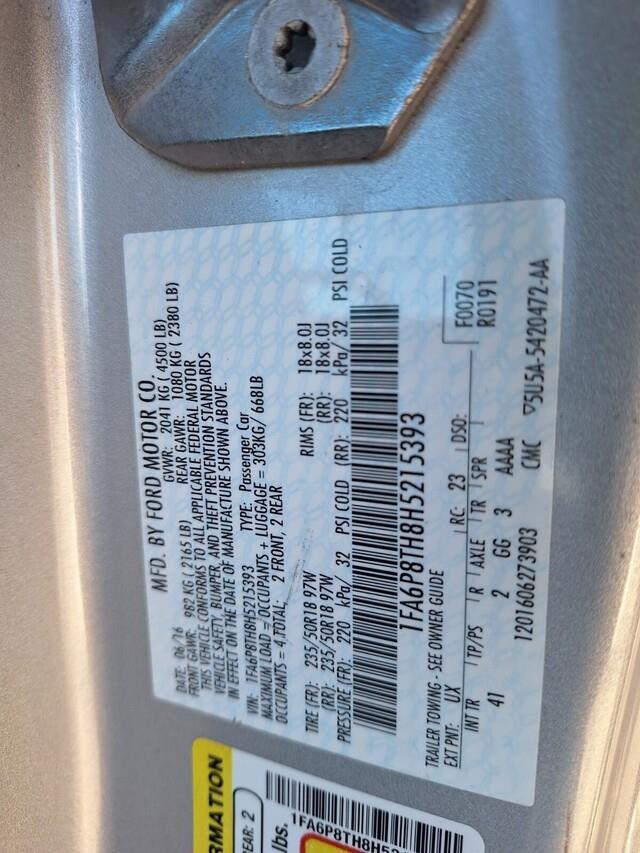 MFD. BY FORD MOTOR CO.
DATE: 06/16 GVWR: 2041 KG ( 4500 LB)
FRONT GAWR: 982 KG ( 2165 LB) REAR GAWR: 1080 KG ( 2380 LB)
THIS VEHICLE CONFORMS TO ALL APPLICABLE FEDERAL MOTOR
VEHICLE SAFETY, BUMPER, AND THEFT PREVENTION STANDARDS
IN EFFECT ON THE DATE OF MANUFACTURE SHOWN ABOVE.
VIN: 1FA6P8TH8H5215393 TYPE: Passenger Car
MAXIMUM LOAD = OCCUPANTS + LUGGAGE = 303KG/ 668LB
OCCUPANTS = 4 TOTAL: 2 FRONT, 2 REAR
TIRE (FR): 235/50R18 97W RIMS (FR): 18x8.0J
(RR): 235/50R18 97W (RR): 18x8.0J
PRESSURE (FR): 220 kPa/ 32 PSI COLD (RR): 220 kPa/ 32 PSI COLD
1FA6P8TH8H5215393
TRAILER TOWING - SEE OWNER GUIDE
EXT PNT: UX RC: 23 DSO: F0070
R0191
INT TR TP/PS R AXLE TR SPR
41 2 GG 3 AAAA
1201606273903 CMC ▽5U5A-5420472-AA
RMATION
REAR: 2
lbs.
1FA6P8TH8H52